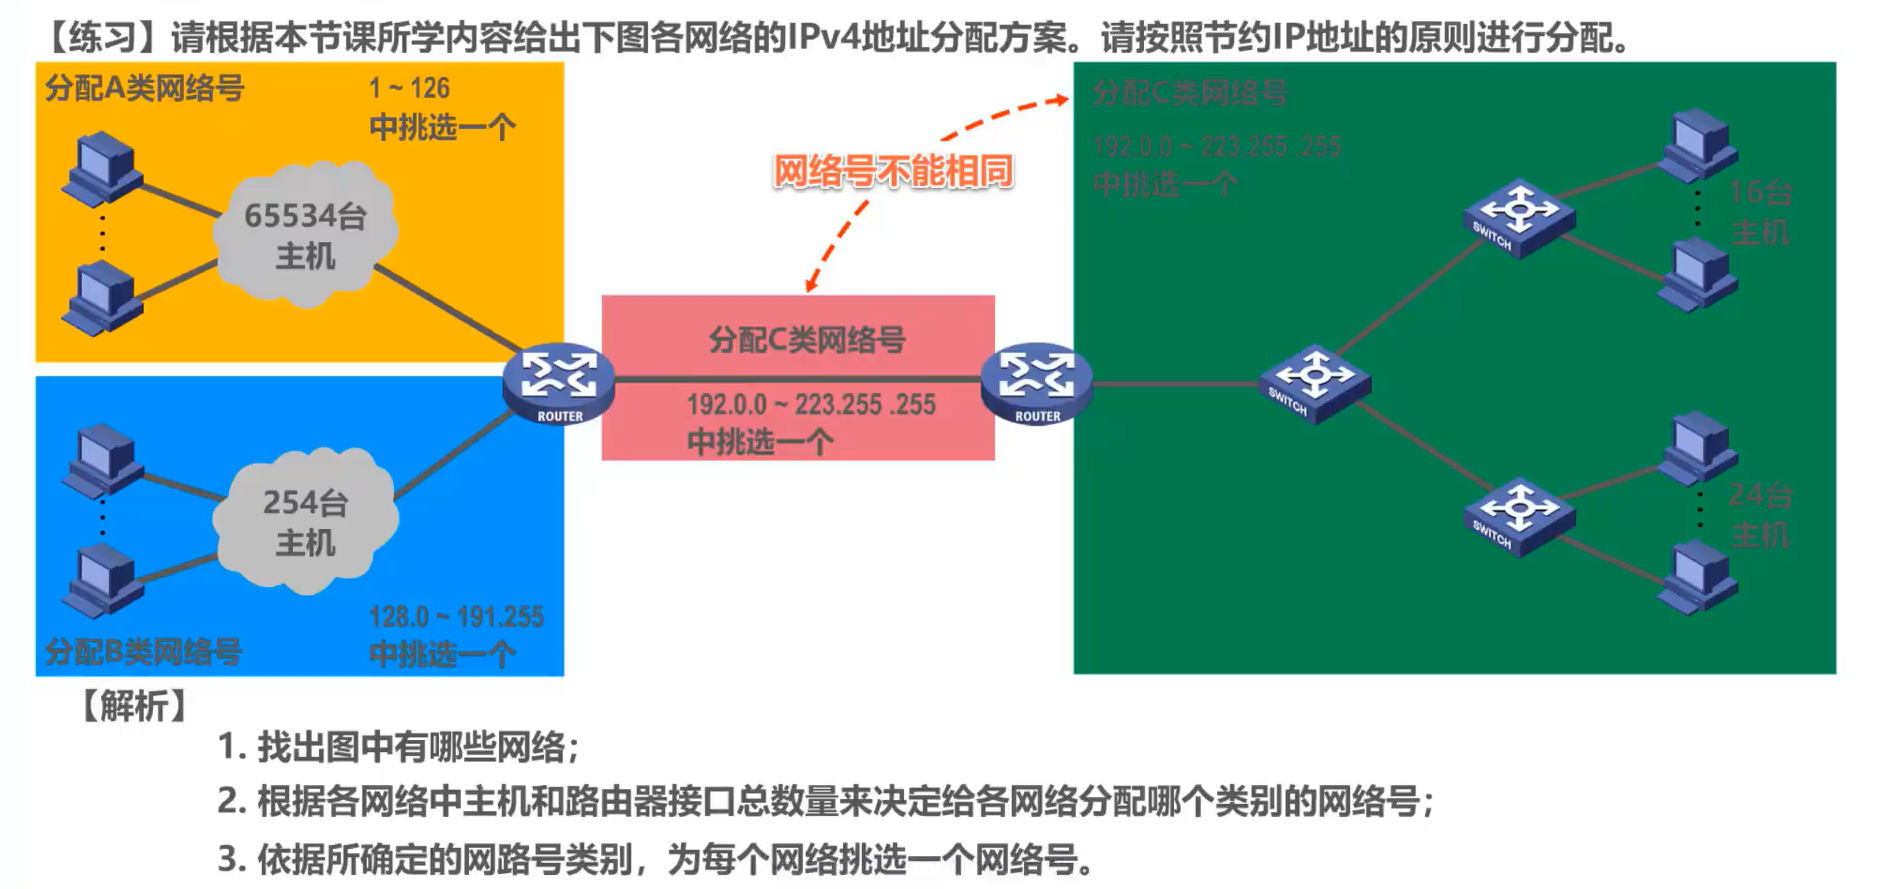 【练习】请根据本节课所学内容给出下图各网络的IPv4地址分配方案。请按照节约IP地址的原则进行分配。
分配A类网络号
1 ~ 126
中挑选一个
65534台
主机
254台
主机
128.0 ~ 191.255
中挑选一个
分配B类网络号
ROUTER
网络号不能相同
分配C类网络号
192.0.0 ~ 223.255 .255
中挑选一个
ROUTER
分配C类网络号
192.0.0 ~ 223.255 .255
中挑选一个
SWITCH
SWITCH
SWITCH
16台
主机
24台
主机
【解析】
1. 找出图中有哪些网络；
2. 根据各网络中主机和路由器接口总数量来决定给各网络分配哪个类别的网络号；
3. 依据所确定的网路号类别，为每个网络挑选一个网络号。